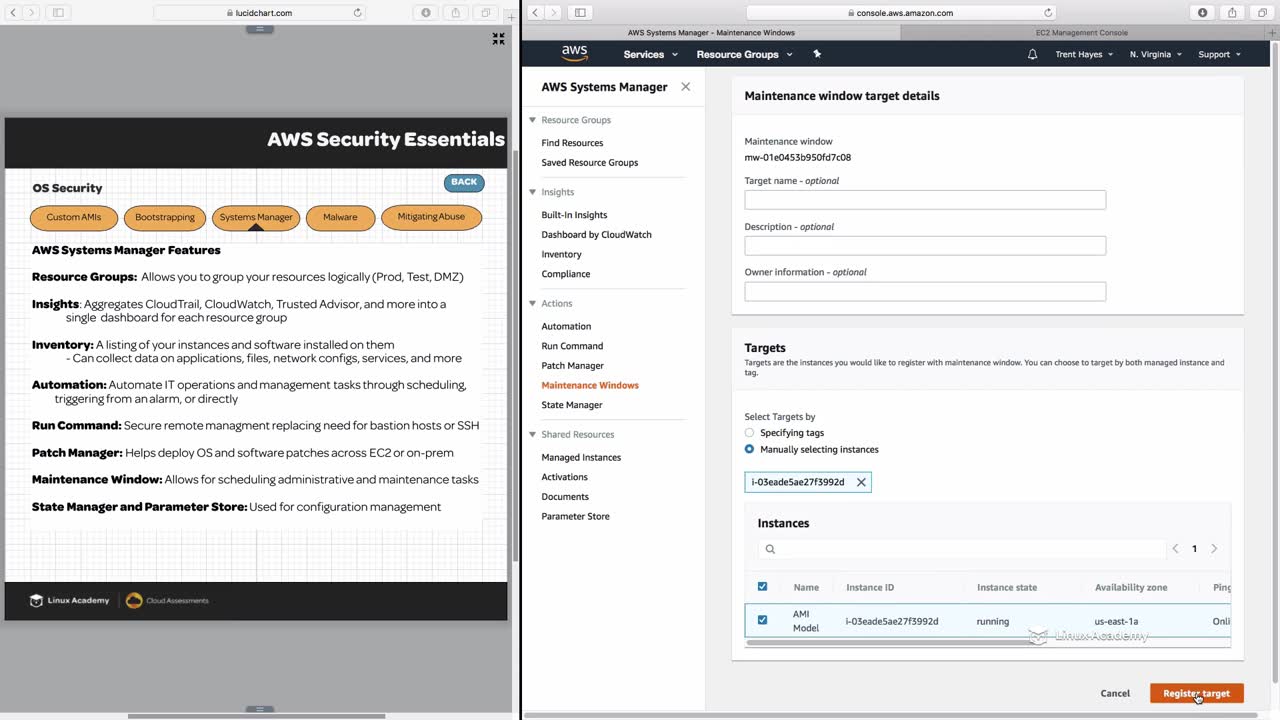 lucidchart.com
AWS Security Essentials
OS Security
BACK
Custom AMIs
Bootstrapping
Systems Manager
Malware
Mitigating Abuse
AWS Systems Manager Features
Resource Groups: Allows you to group your resources logically (Prod, Test, DMZ)
Insights: Aggregates CloudTrail, CloudWatch, Trusted Advisor, and more into a
single dashboard for each resource group
Inventory: A listing of your instances and software installed on them
- Can collect data on applications, files, network configs, services, and more
Automation: Automate IT operations and management tasks through scheduling,
triggering from an alarm, or directly
Run Command: Secure remote managment replacing need for bastion hosts or SSH
Patch Manager: Helps deploy OS and software patches across EC2 or on-prem
Maintenance Window: Allows for scheduling administrative and maintenance tasks
State Manager and Parameter Store: Used for configuration management
Linux Academy
Cloud Assessments
console.aws.amazon.com
AWS Systems Manager - Maintenance Windows
EC2 Management Console
aws
Services
Resource Groups
Trent Hayes
N. Virginia
Support
AWS Systems Manager
Resource Groups
Find Resources
Saved Resource Groups
Insights
Built-In Insights
Dashboard by CloudWatch
Inventory
Compliance
Actions
Automation
Run Command
Patch Manager
Maintenance Windows
State Manager
Shared Resources
Managed Instances
Activations
Documents
Parameter Store
Maintenance window target details
Maintenance window
mw-01e0453b950fd7c08
Target name - optional
Description - optional
Owner information - optional
Targets
Targets are the instances you would like to register with maintenance window. You can choose to target by both managed instance and
tag.
Select Targets by
Specifying tags
Manually selecting instances
i-03eade5ae27f3992d
Instances
1
Name
Instance ID
Instance state
Availability zone
Ping
AMI
Model
i-03eade5ae27f3992d
running
us-east-1a
Onli
Linux Academy
Cancel
Register target